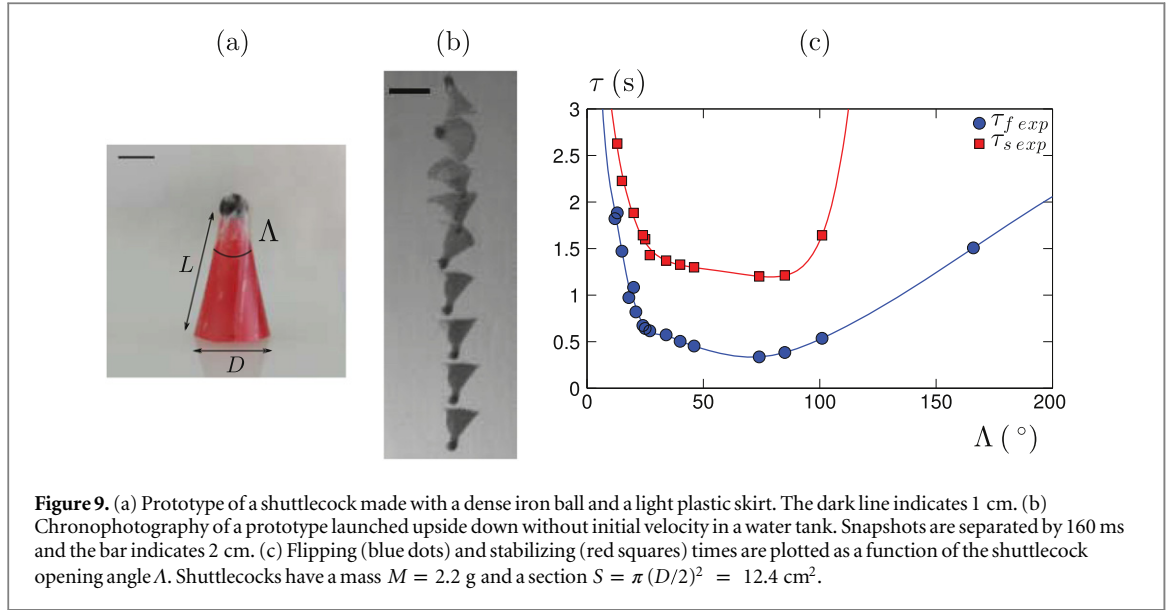 (a)
(b)
(c)
Λ
L
D
τ (s)
3
2.5
2
1.5
1
0.5
0
0 50 100 150 200
Λ (°)
τf exp
τs exp
Figure 9. (a) Prototype of a shuttlecock made with a dense iron ball and a light plastic skirt. The dark line indicates 1 cm. (b)
Chronophotography of a prototype launched upside down without initial velocity in a water tank. Snapshots are separated by 160 ms
and the bar indicates 2 cm. (c) Flipping (blue dots) and stabilizing (red squares) times are plotted as a function of the shuttlecock
opening angle Λ. Shuttlecocks have a mass M = 2.2 g and a section S = π (D/2)² = 12.4 cm².